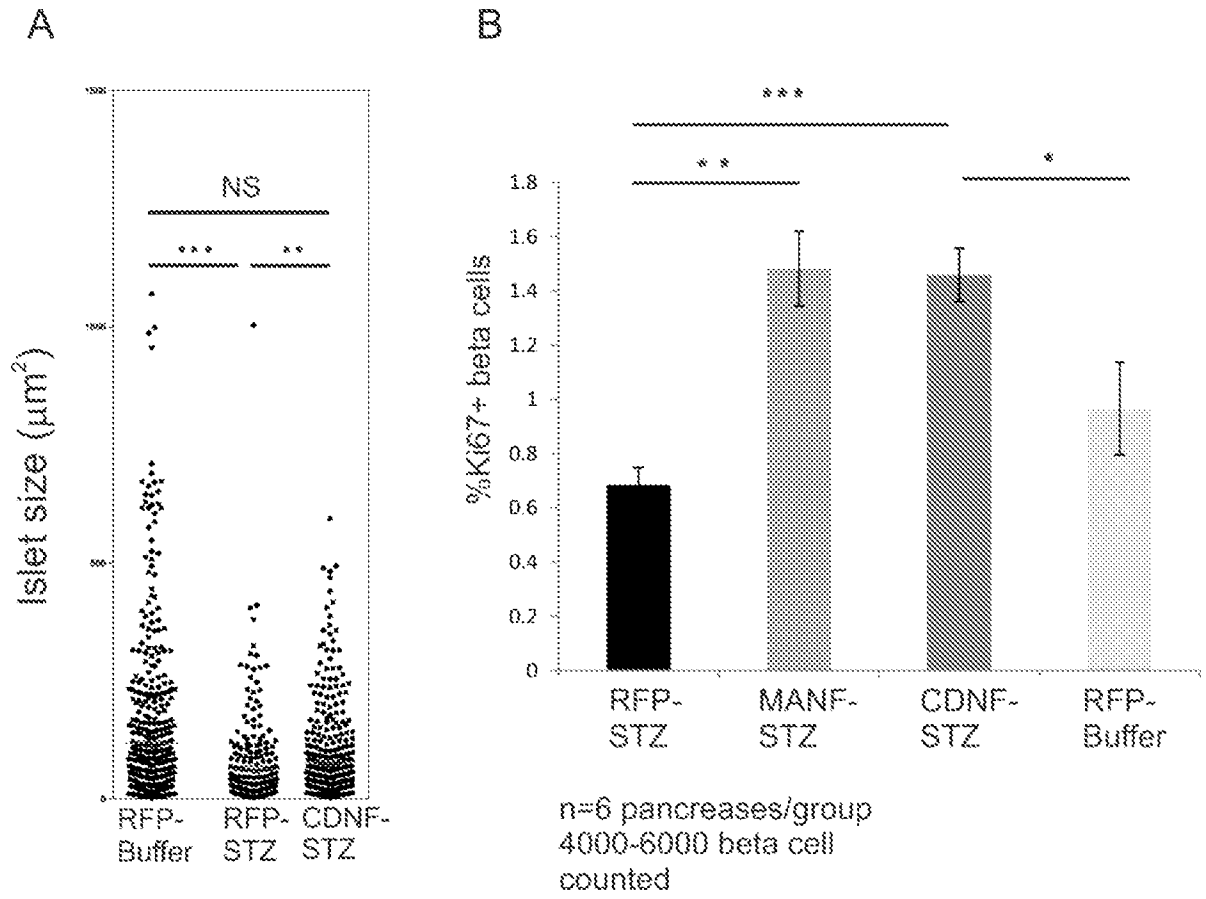 A
B
***
NS
** *
***
**
*
Islet size (µm²)
RFP-
Buffer
RFP-
STZ
CDNF-
STZ
1.8
1.6
1.4
1.2
1
0.8
0.6
0.4
0.2
0
%Ki67+ beta cells
RFP-
STZ
MANF-
STZ
CDNF-
STZ
RFP-
Buffer
n=6 pancreases/group
4000-6000 beta cell
counted